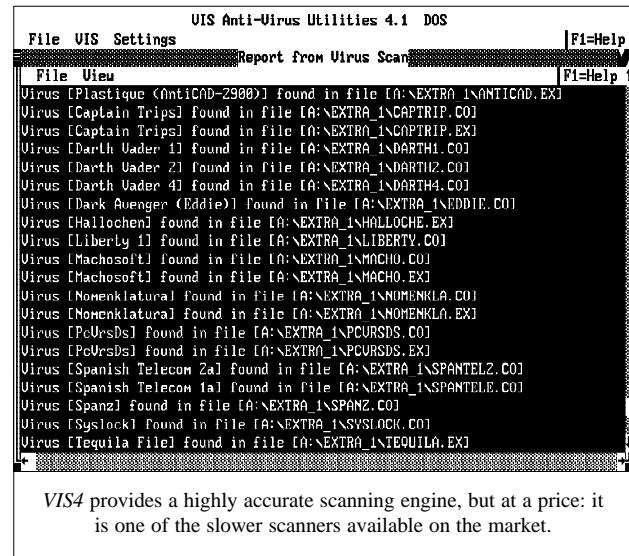 VIS Anti-Virus Utilities 4.1 DOS
File VIS Settings F1=Help
Report from Virus Scan
File View F1=Help
Virus [Plastique (AntiCAD-2900)] found in file [A:\EXTRA_1\ANTICAD.EX]
Virus [Captain Trips] found in file [A:\EXTRA_1\CAPTRIP.CO]
Virus [Captain Trips] found in file [A:\EXTRA_1\CAPTRIP.EX]
Virus [Darth Vader 1] found in file [A:\EXTRA_1\DARTH1.CO]
Virus [Darth Vader 2] found in file [A:\EXTRA_1\DARTH2.CO]
Virus [Darth Vader 4] found in file [A:\EXTRA_1\DARTH4.CO]
Virus [Dark Avenger (Eddie)] found in file [A:\EXTRA_1\EDDIE.CO]
Virus [Hallochen] found in file [A:\EXTRA_1\HALLOCHE.EX]
Virus [Liberty 1] found in file [A:\EXTRA_1\LIBERTY.CO]
Virus [Machosoft] found in file [A:\EXTRA_1\MACHO.CO]
Virus [Machosoft] found in file [A:\EXTRA_1\MACHO.EX]
Virus [Nomenklatura] found in file [A:\EXTRA_1\NOMENKLA.CO]
Virus [Nomenklatura] found in file [A:\EXTRA_1\NOMENKLA.EX]
Virus [PcVrsDs] found in file [A:\EXTRA_1\PCVRSDS.CO]
Virus [PcVrsDs] found in file [A:\EXTRA_1\PCVRSDS.EX]
Virus [Spanish Telecom 2a] found in file [A:\EXTRA_1\SPANTEL2.CO]
Virus [Spanish Telecom 1a] found in file [A:\EXTRA_1\SPANTELE.CO]
Virus [Spanz] found in file [A:\EXTRA_1\SPANZ.CO]
Virus [Syslock] found in file [A:\EXTRA_1\SYSLOCK.CO]
Virus [Tequila File] found in file [A:\EXTRA_1\TEQUILA.EX]
VIS4 provides a highly accurate scanning engine, but at a price: it
is one of the slower scanners available on the market.